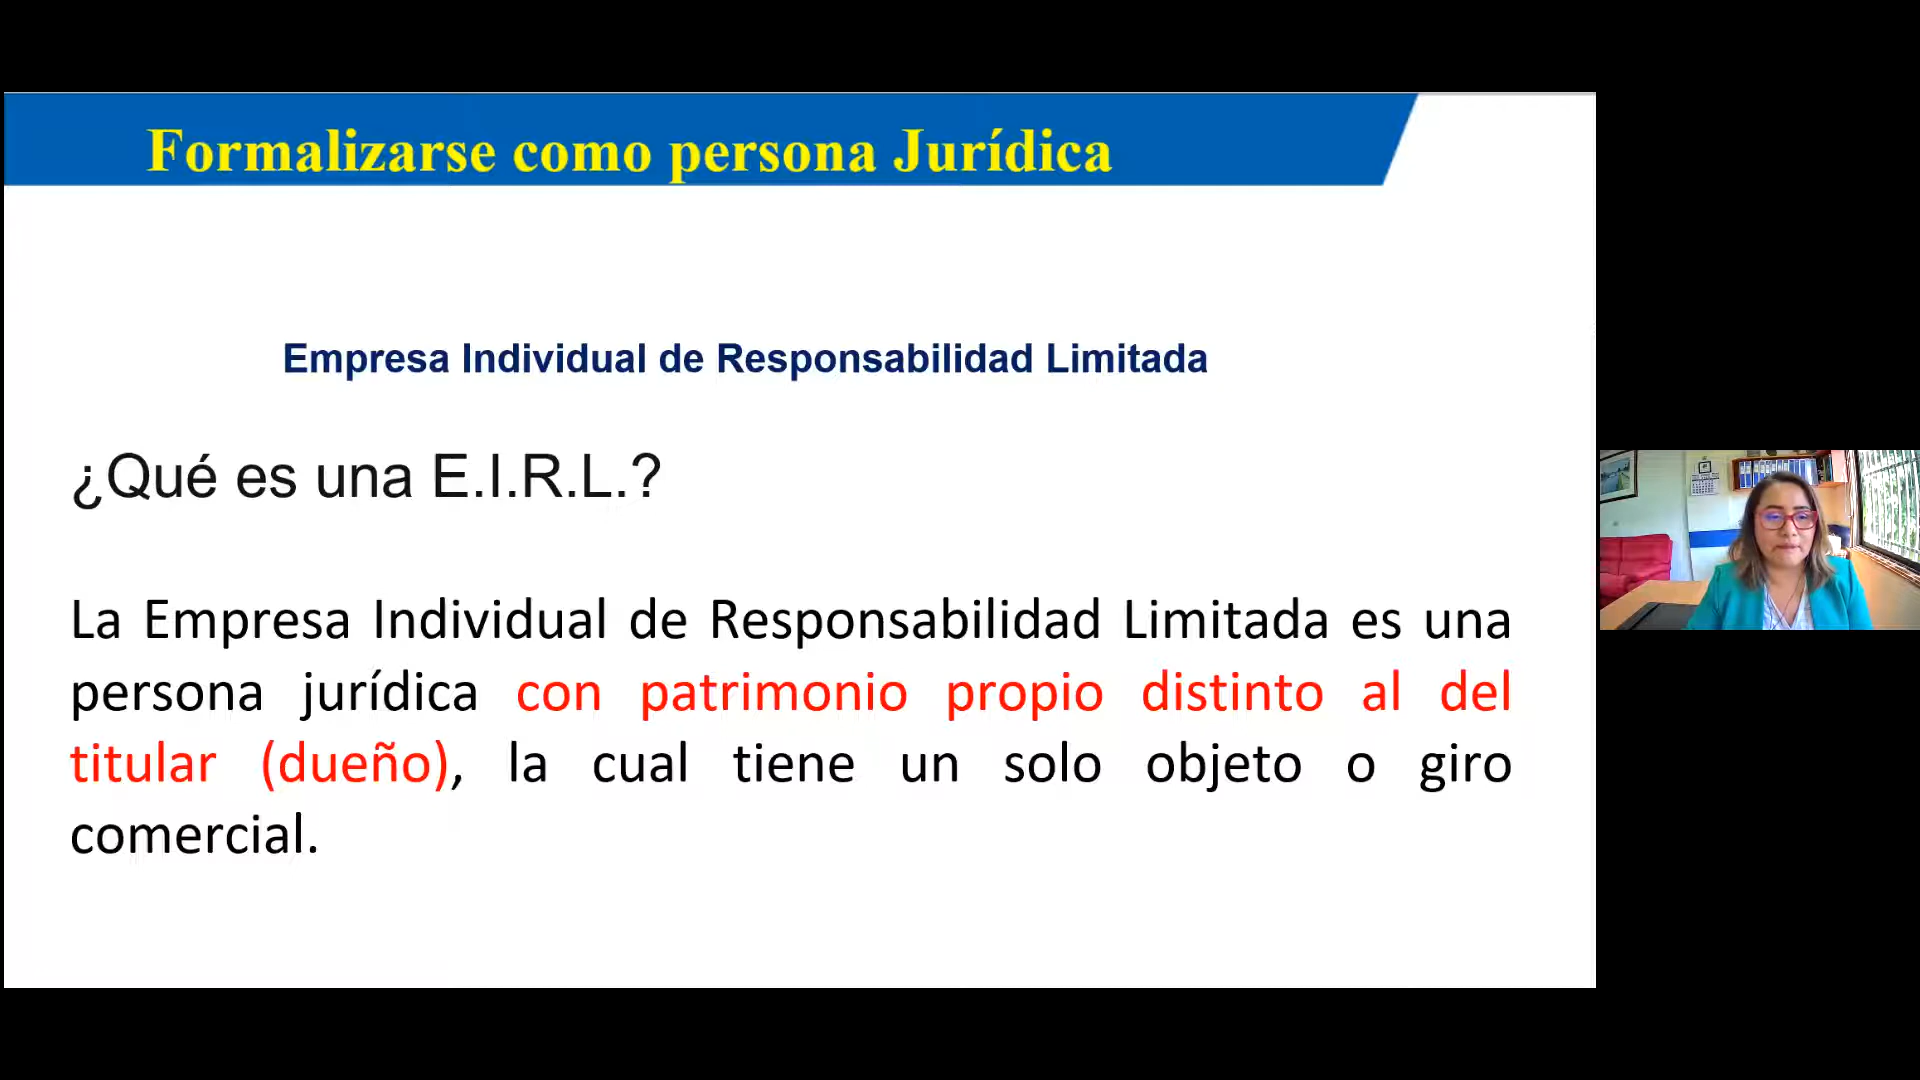 Formalizarse como persona Jurídica
Empresa Individual de Responsabilidad Limitada
¿Qué es una E.I.R.L.?
La Empresa Individual de Responsabilidad Limitada es una
persona jurídica con patrimonio propio distinto al del
titular (dueño), la cual tiene un solo objeto o giro
comercial.